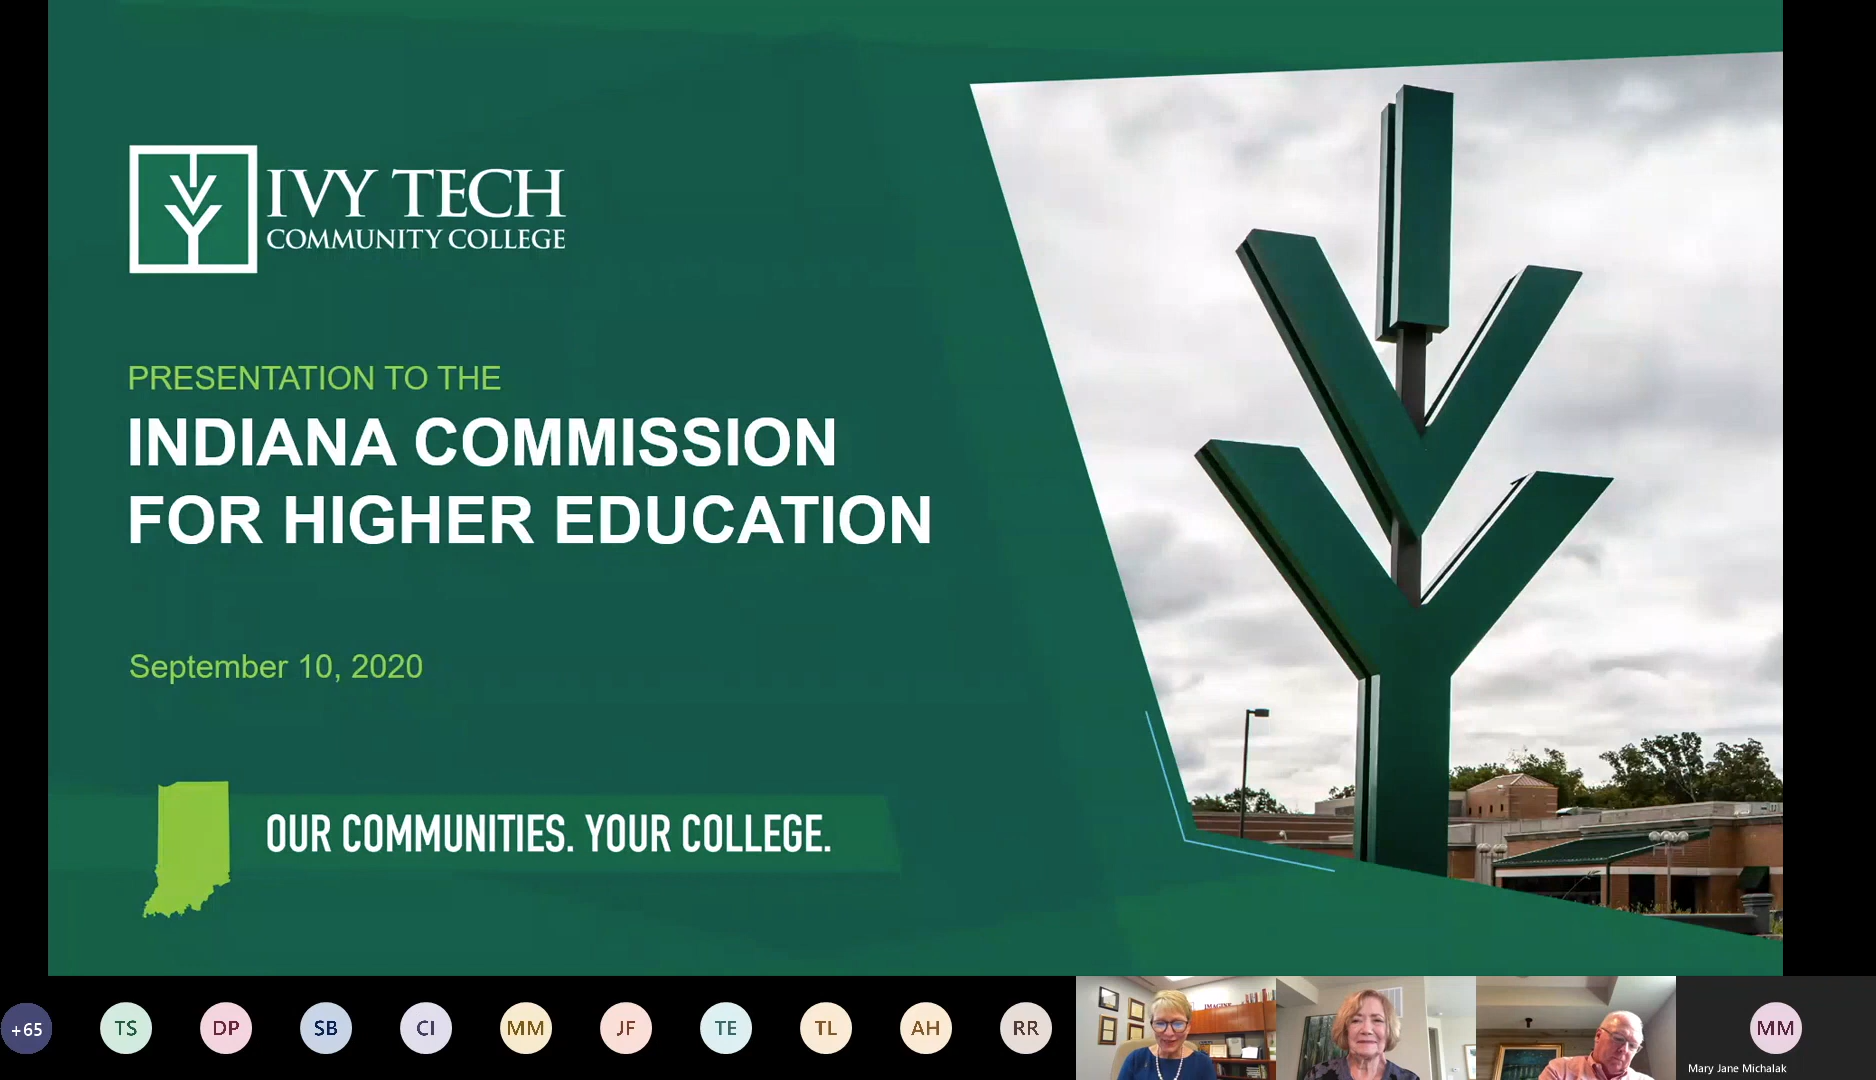 IVY TECH
COMMUNITY COLLEGE
PRESENTATION TO THE
INDIANA COMMISSION
FOR HIGHER EDUCATION
September 10, 2020
OUR COMMUNITIES. YOUR COLLEGE.
+65
TS
DP
SB
CI
MM
JF
TE
TL
AH
RR
IMAGINE
MM
Mary Jane Michalak